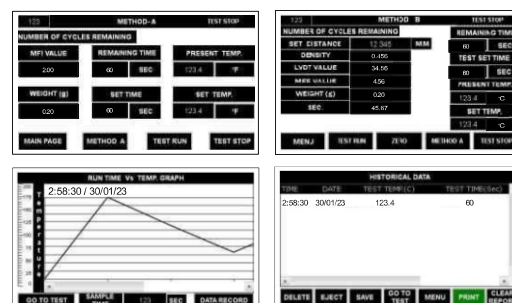 123 METHOD-A TEST STOP
NUMBER OF CYCLES REMAINING
MFI VALUE REMAINING TIME PRESENT TEMP.
200 60 SEC 123.4 °F
WEIGHT (g) SET TIME SET TEMP.
0.20 60 SEC 123.4 °F
MAIN PAGE METHOD A TEST RUN TEST STOP
123 METHOD B TEST STOP
NUMBER OF CYCLES REMAINING REMAINING TIME
SET DISTANCE 12.345 MM 60 SEC
DENSITY 0.456 TEST SET TIME
LVDT VALUE 34.56 60 SEC
VALUE 4.56 PRESENT TEMP.
WEIGHT (g) 0.20 123.4 °C
SEC. 45.67 SET TEMP.
123.4 °C
MENU TEST RUN ZERO METHOD A TEST STOP
RUN TIME Vs TEMP. GRAPH
2:58:30 / 30/01/23
Temperature
GO TO TEST SAMPLE TIME 123 SEC DATA RECORD
HISTORICAL DATA
TIME DATE TEST TEMP.(C) TEST TIME(Sec)
2:58:30 30/01/23 123.4 60
DELETE EJECT SAVE GO TO TEST MENU PRINT CLEAR REPORT